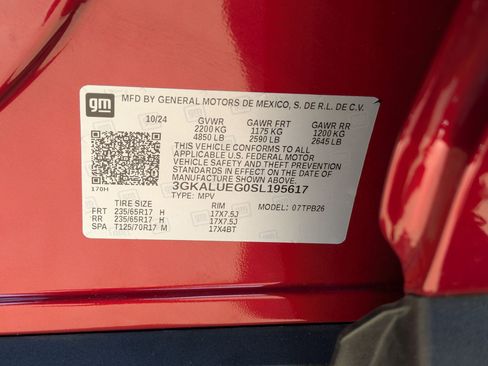 gm
MFD BY GENERAL MOTORS DE MEXICO, S. DE R.L. DE C.V.
10/24 GVWR GAWR FRT GAWR RR
2200 KG 1175 KG 1200 KG
4850 LB 2590 LB 2645 LB
THIS VEHICLE CONFORMS TO ALL
APPLICABLE U.S. FEDERAL MOTOR
VEHICLE SAFETY AND THEFT PREVENTION
STANDARDS IN EFFECT ON THE DATE OF
MANUFACTURE SHOWN ABOVE.
3GKALUEG0SL195617
170H TYPE: MPV MODEL: 07TPB26
TIRE SIZE RIM
FRT 235/65R17 H 17X7.5J
RR 235/65R17 H 17X7.5J
SPA T125/70R17 M 17X4BT